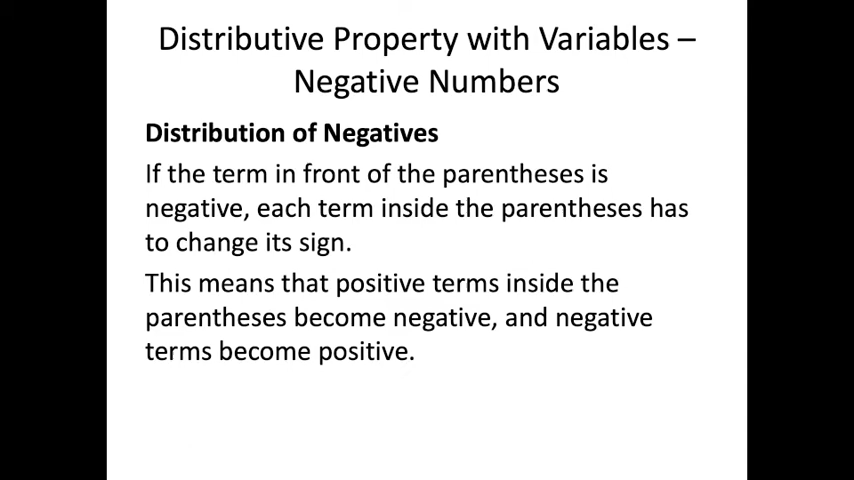 Distributive Property with Variables –
Negative Numbers
Distribution of Negatives
If the term in front of the parentheses is
negative, each term inside the parentheses has
to change its sign.
This means that positive terms inside the
parentheses become negative, and negative
terms become positive.